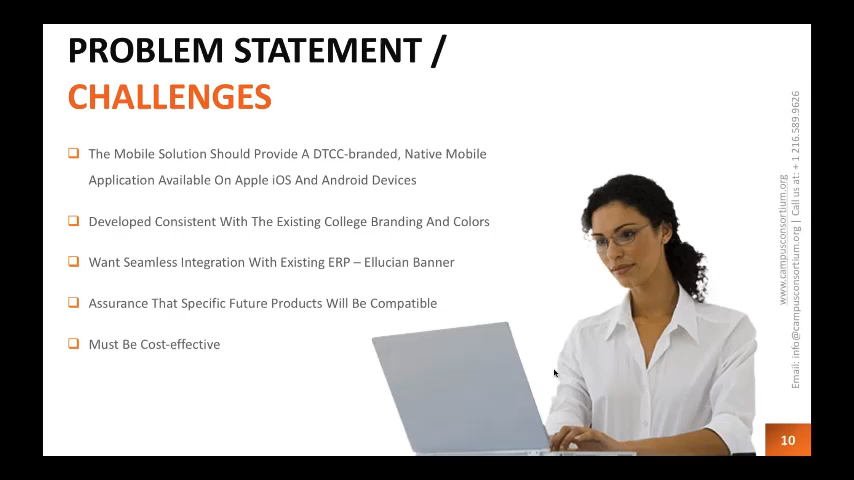 PROBLEM STATEMENT /
CHALLENGES
The Mobile Solution Should Provide A DTCC-branded, Native Mobile
Application Available On Apple iOS And Android Devices
Developed Consistent With The Existing College Branding And Colors
Want Seamless Integration With Existing ERP – Ellucian Banner
Assurance That Specific Future Products Will Be Compatible
Must Be Cost-effective
www.campusconsortium.org
Email: info@campusconsortium.org | Call us at: + 1 216.589.9626
10